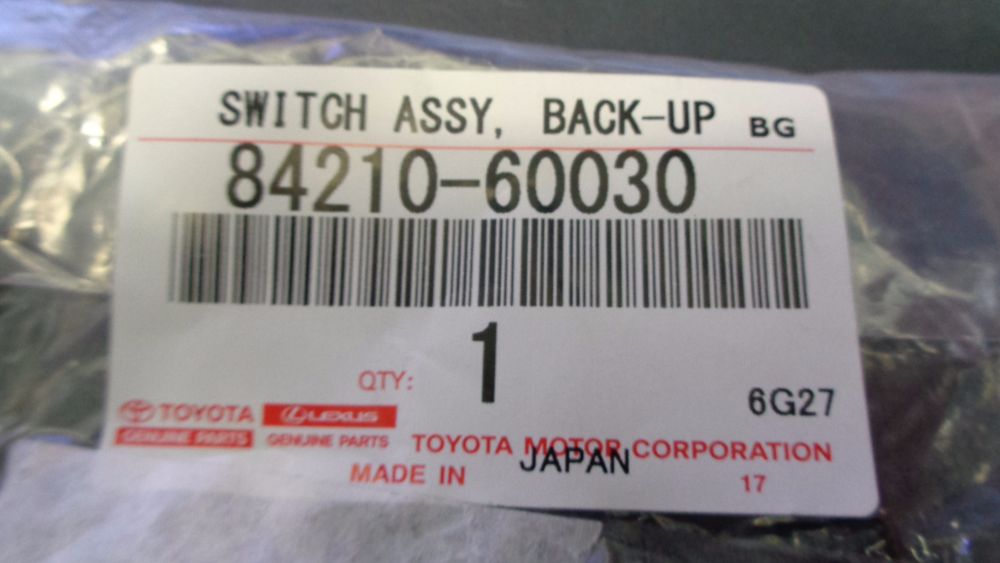 SWITCH ASSY, BACK-UP BG
84210-60030
1
QTY:
6G27
TOYOTA LEXUS
GENUINE PARTS GENUINE PARTS TOYOTA MOTOR CORPORATION
MADE IN JAPAN 17